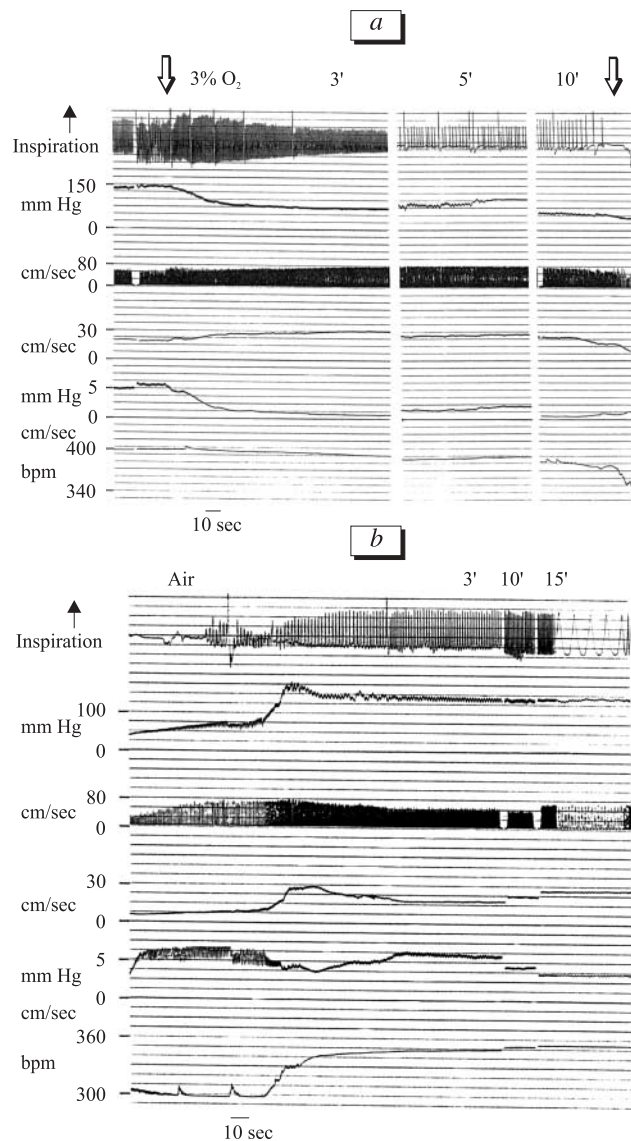 a
3% O2 3' 5' 10'
Inspiration
150
mm Hg
0
80
cm/sec
0
30
cm/sec
0
mm Hg 5
0
cm/sec
400
bpm
340
10 sec
b
Air 3' 10' 15'
Inspiration
100
mm Hg
0
80
cm/sec
0
30
cm/sec
0
5
mm Hg
0
cm/sec
360
bpm
300
10 sec